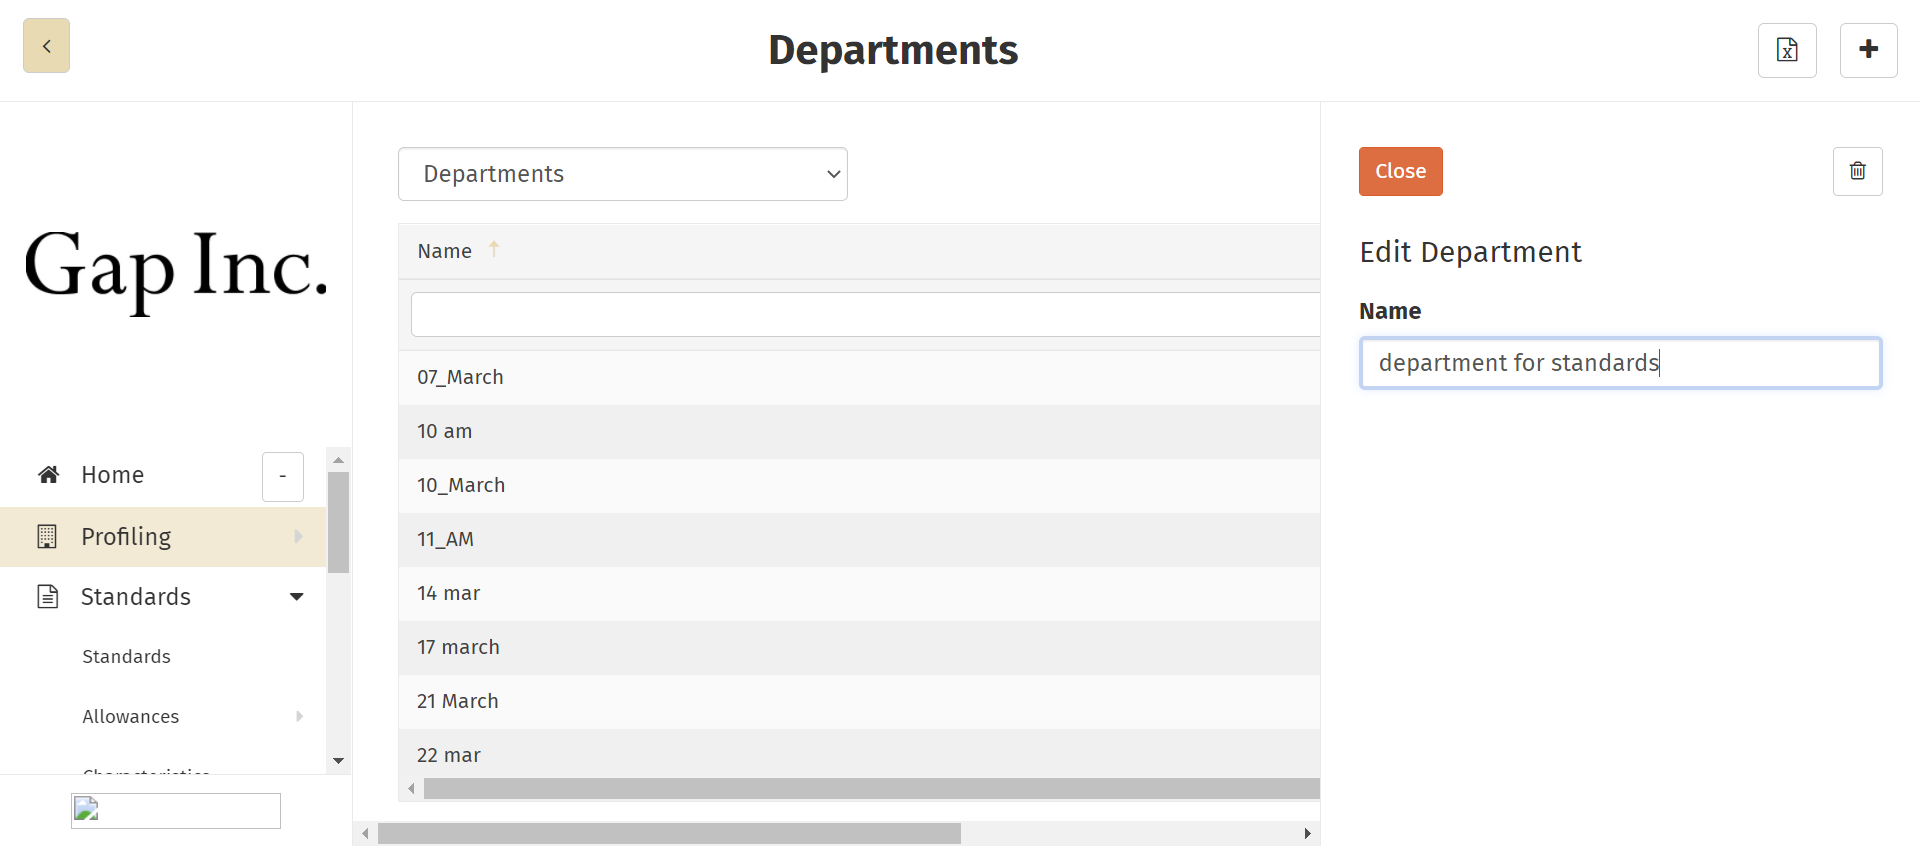 Departments
Gap Inc.
Home
-
Profiling
Standards
Standards
Allowances
Characteristics
Departments
Name
07_March
10 am
10_March
11_AM
14 mar
17 march
21 March
22 mar
Close
Edit Department
Name
department for standards